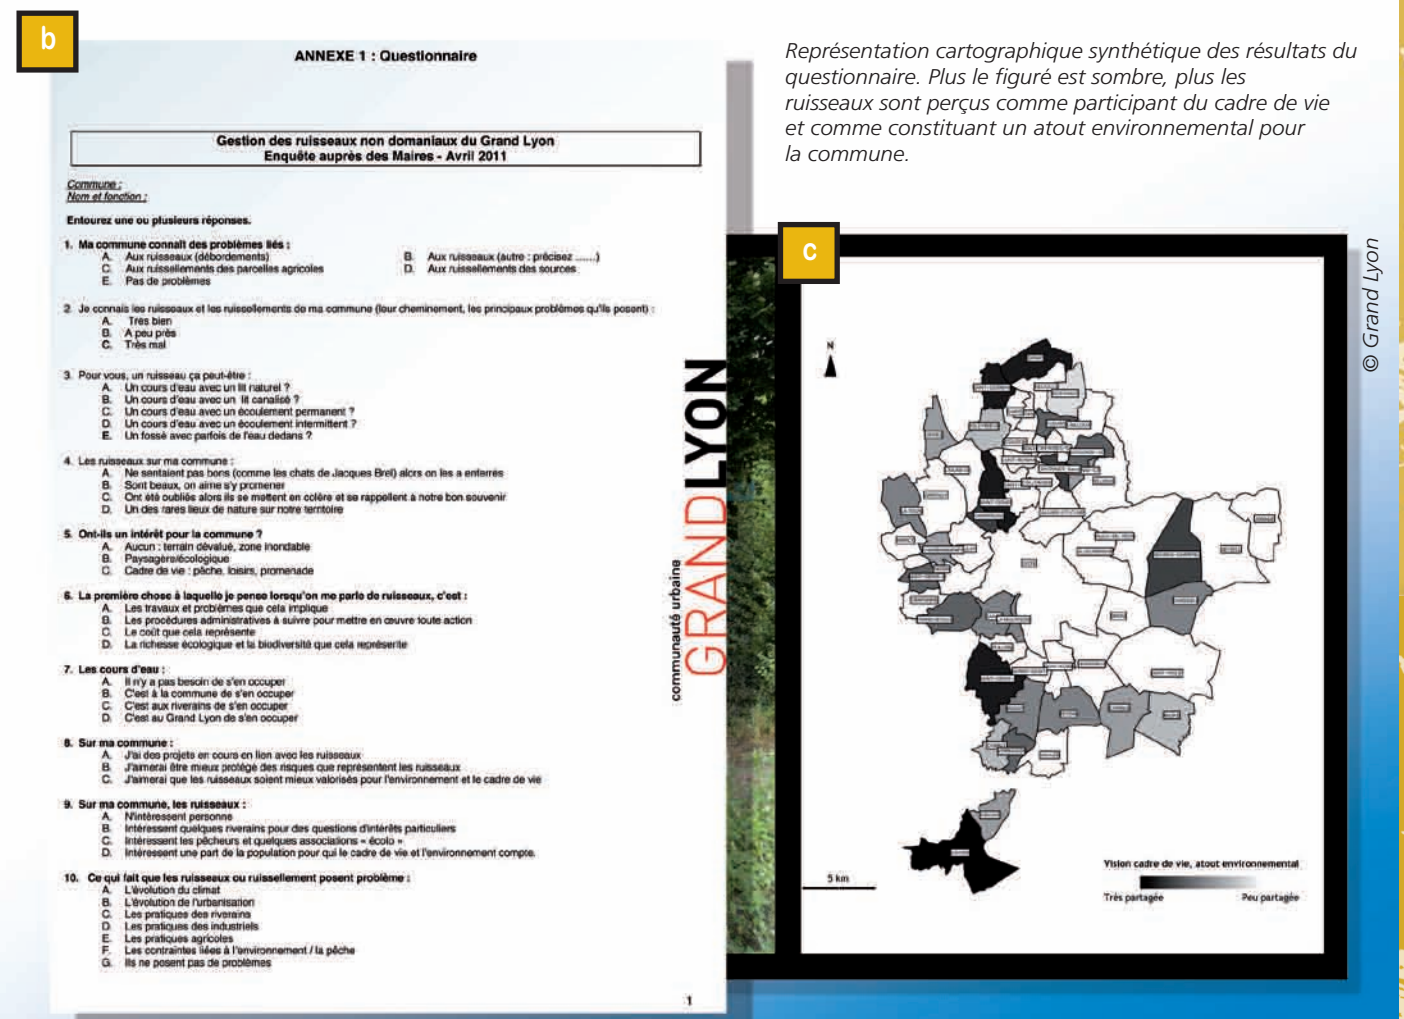 b
ANNEXE 1 : Questionnaire
Gestion des ruisseaux non domaniaux du Grand Lyon
Enquête auprès des Maires - Avril 2011
Commune :
Nom et fonction :
Entourez une ou plusieurs réponses.
1. Ma commune connaît des problèmes liés :
A. Aux ruisseaux (débordements)
B. Aux ruisseaux (autre : précisez ......)
C. Aux ruissellements des parcelles agricoles
D. Aux ruissellements des sources
E. Pas de problèmes
2. Je connais les ruisseaux et les ruissellements de ma commune (leur cheminement, les principaux problèmes qu'ils posent) :
A. Très bien
B. A peu près
C. Très mal
3. Pour vous, un ruisseau ça peut-être :
A. Un cours d'eau avec un lit naturel ?
B. Un cours d'eau avec un lit canalisé ?
C. Un cours d'eau avec un écoulement permanent ?
D. Un cours d'eau avec un écoulement intermittent ?
E. Un fossé avec parfois de l'eau dedans ?
4. Les ruisseaux sur ma commune :
A. Ne sentaient pas bons (comme les chats de Jacques Brel) alors on les a enterrés
B. Sont beaux, on aime s'y promener
C. Ont été oubliés alors ils se mettent en colère et se rappellent à notre bon souvenir
D. Un des rares lieux de nature sur notre territoire
5. Ont-ils un intérêt pour la commune ?
A. Aucun : terrain dévalué, zone inondable
B. Paysagère/écologique
C. Cadre de vie : pêche, loisirs, promenade
6. La première chose à laquelle je pense lorsqu'on me parle de ruisseaux, c'est :
A. Les travaux et problèmes que cela implique
B. Les procédures administratives à suivre pour mettre en œuvre toute action
C. Le coût que cela représente
D. La richesse écologique et la biodiversité que cela représente
7. Les cours d'eau :
A. Il n'y a pas besoin de s'en occuper
B. C'est à la commune de s'en occuper
C. C'est aux riverains de s'en occuper
D. C'est au Grand Lyon de s'en occuper
8. Sur ma commune :
A. J'ai des projets en cours en lien avec les ruisseaux
B. J'aimerai être mieux protégé des risques que représentent les ruisseaux
C. J'aimerai que les ruisseaux soient mieux valorisés pour l'environnement et le cadre de vie
9. Sur ma commune, les ruisseaux :
A. N'intéressent personne
B. Intéressent quelques riverains pour des questions d'intérêts particuliers
C. Intéressent les pêcheurs et quelques associations « écolo »
D. Intéressent une part de la population pour qui le cadre de vie et l'environnement compte.
10. Ce qui fait que les ruisseaux ou ruissellement posent problème :
A. L'évolution du climat
B. L'évolution de l'urbanisation
C. Les pratiques des riverains
D. Les pratiques des industriels
E. Les pratiques agricoles
F. Les contraintes liées à l'environnement / la pêche
G. Ils ne posent pas de problèmes
1
communauté urbaine
GRANDLYON
Représentation cartographique synthétique des résultats du
questionnaire. Plus le figuré est sombre, plus les
ruisseaux sont perçus comme participant du cadre de vie
et comme constituant un atout environnemental pour
la commune.
c
© Grand Lyon
N
5 km
Vision cadre de vie, atout environnemental
Très partagée
Peu partagée